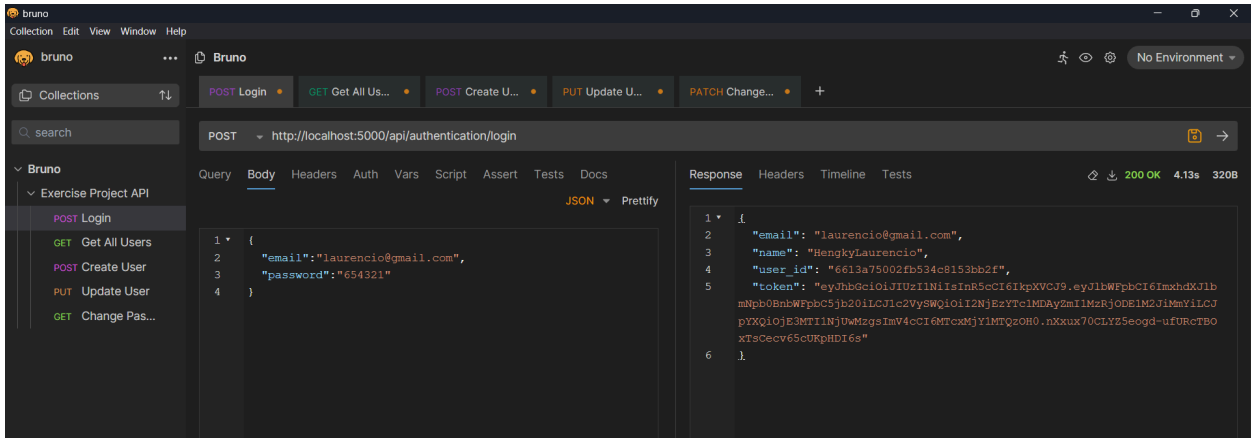 bruno
Collection Edit View Window Help
bruno ••• Bruno No Environment
Collections
POST Login GET Get All Us... POST Create U... PUT Update U... PATCH Change... +
search
POST http://localhost:5000/api/authentication/login
Bruno
Exercise Project API
POST Login
GET Get All Users
POST Create User
PUT Update User
GET Change Pas...
Query Body Headers Auth Vars Script Assert Tests Docs
JSON Prettify
1 {
2 "email":"laurencio@gmail.com",
3 "password":"654321"
4 }
Response Headers Timeline Tests 200 OK 4.13s 320B
1 {
2 "email": "laurencio@gmail.com",
3 "name": "HengkyLaurencio",
4 "user_id": "6613a75002fb534c8153bb2f",
5 "token": "eyJhbGciOiJIUzI1NiIsInR5cCI6IkpXVCJ9.eyJlbWFpbCI6ImxhdXJlb
mNpb0BnbWFpbC5jb20iLCJ1c2VySWQiOiI2NjEzYTc1MDAyZmI1MzRjODE1M2JiMmYiLCJ
pYXQiOjE3MTI1NjUwMzgsImV4cCI6MTcxMjY1MTQzOH0.nXxux70CLYZ5eogd-ufURcTBO
xTsCecv65cUKpHDI6s"
6 }